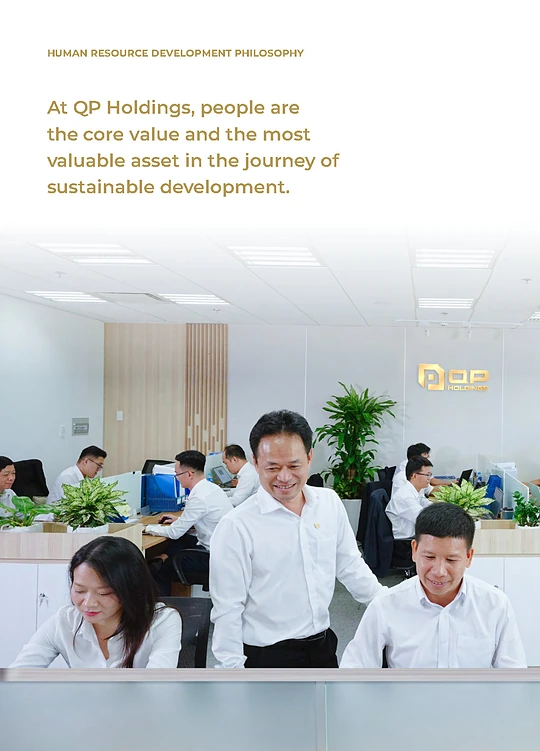 HUMAN RESOURCE DEVELOPMENT PHILOSOPHY
At QP Holdings, people are
the core value and the most
valuable asset in the journey of
sustainable development.
QP
HOLDINGS